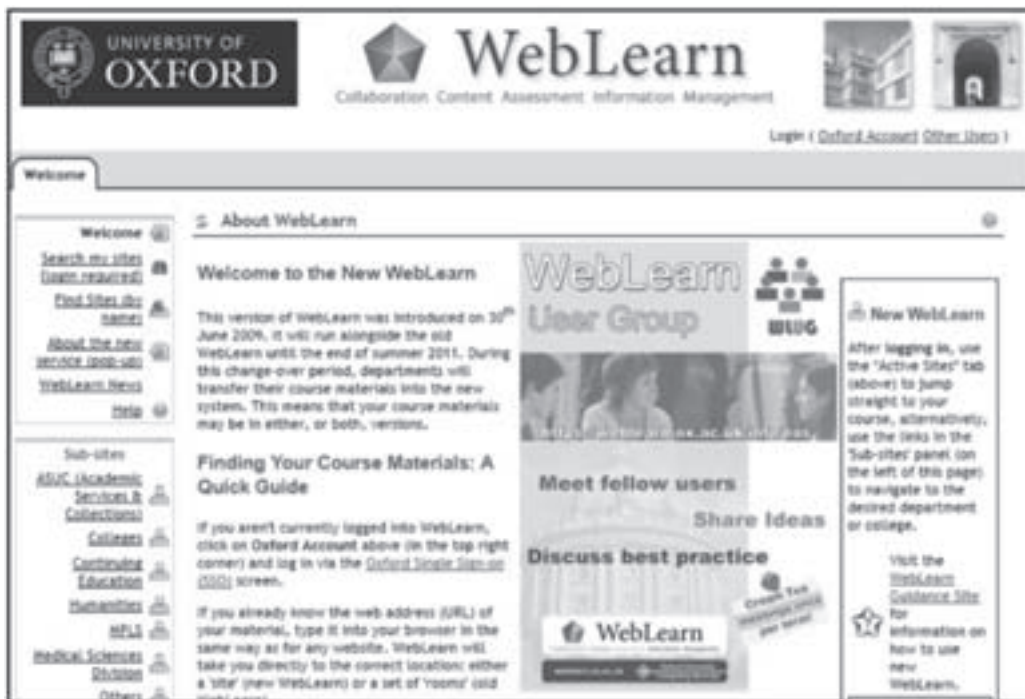 UNIVERSITY OF
OXFORD
WebLearn
Collaboration Content Assessment Information Management
Login ( Oxford Account Other Users )
Welcome
Welcome
Search my sites
(login required)
Find Sites (by
name)
About the new
service (pop-up)
WebLearn News
Help
Sub-sites
ASUC (Academic
Services &
Collections)
Colleges
Continuing
Education
Humanities
MPLS
Medical Sciences
Division
Others
About WebLearn
Welcome to the New WebLearn
This version of WebLearn was introduced on 30th
June 2009. It will run alongside the old
WebLearn until the end of summer 2011. During
this change-over period, departments will
transfer their course materials into the new
system. This means that your course materials
may be in either, or both, versions.
Finding Your Course Materials: A
Quick Guide
If you aren't currently logged into WebLearn,
click on Oxford Account above (in the top right
corner) and log in via the Oxford Single Sign-on
(SSO) screen.
If you already know the web address (URL) of
your material, type it into your browser in the
same way as for any website. WebLearn will
take you directly to the correct location: either
a 'site' (new WebLearn) or a set of 'rooms' (old
WebLearn)
WebLearn
User Group
WLUG
Meet fellow users
Share Ideas
Discuss best practice
Cream Tea
WebLearn
New WebLearn
After logging in, use
the "Active Sites" tab
(above) to jump
straight to your
course, alternatively,
use the links in the
'Sub-sites' panel (on
the left of this page)
to navigate to the
desired department
or college.
Visit the
WebLearn
Guidance Site
for
information on
how to use
new
WebLearn.